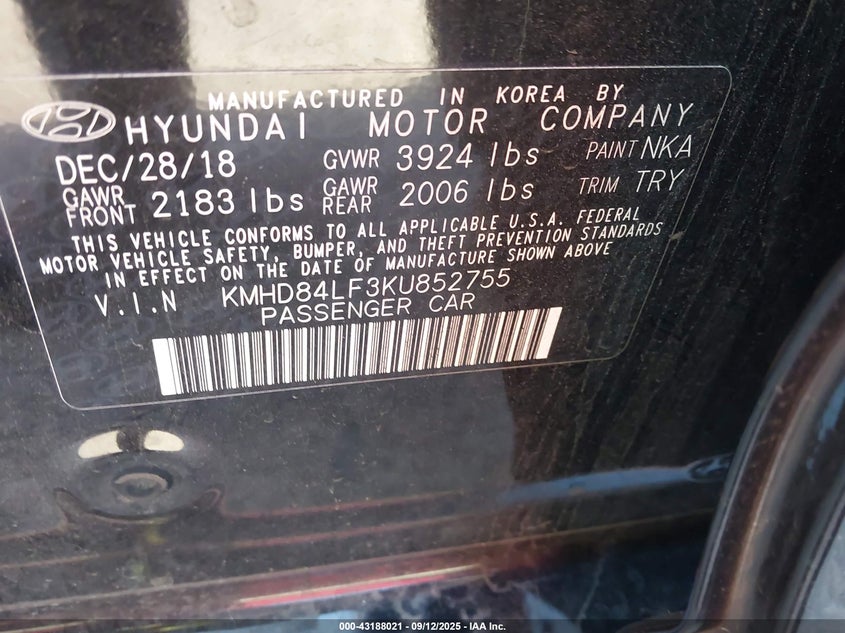 MANUFACTURED IN KOREA BY
HYUNDAI MOTOR COMPANY
DEC/28/18 GVWR 3924 lbs PAINT NKA
GAWR FRONT 2183 lbs GAWR REAR 2006 lbs TRIM TRY
THIS VEHICLE CONFORMS TO ALL APPLICABLE U.S.A. FEDERAL
MOTOR VEHICLE SAFETY, BUMPER, AND THEFT PREVENTION STANDARDS
IN EFFECT ON THE DATE OF MANUFACTURE SHOWN ABOVE
V.I.N KMHD84LF3KU852755
PASSENGER CAR
000-43188021 - 09/12/2025 - IAA Inc.